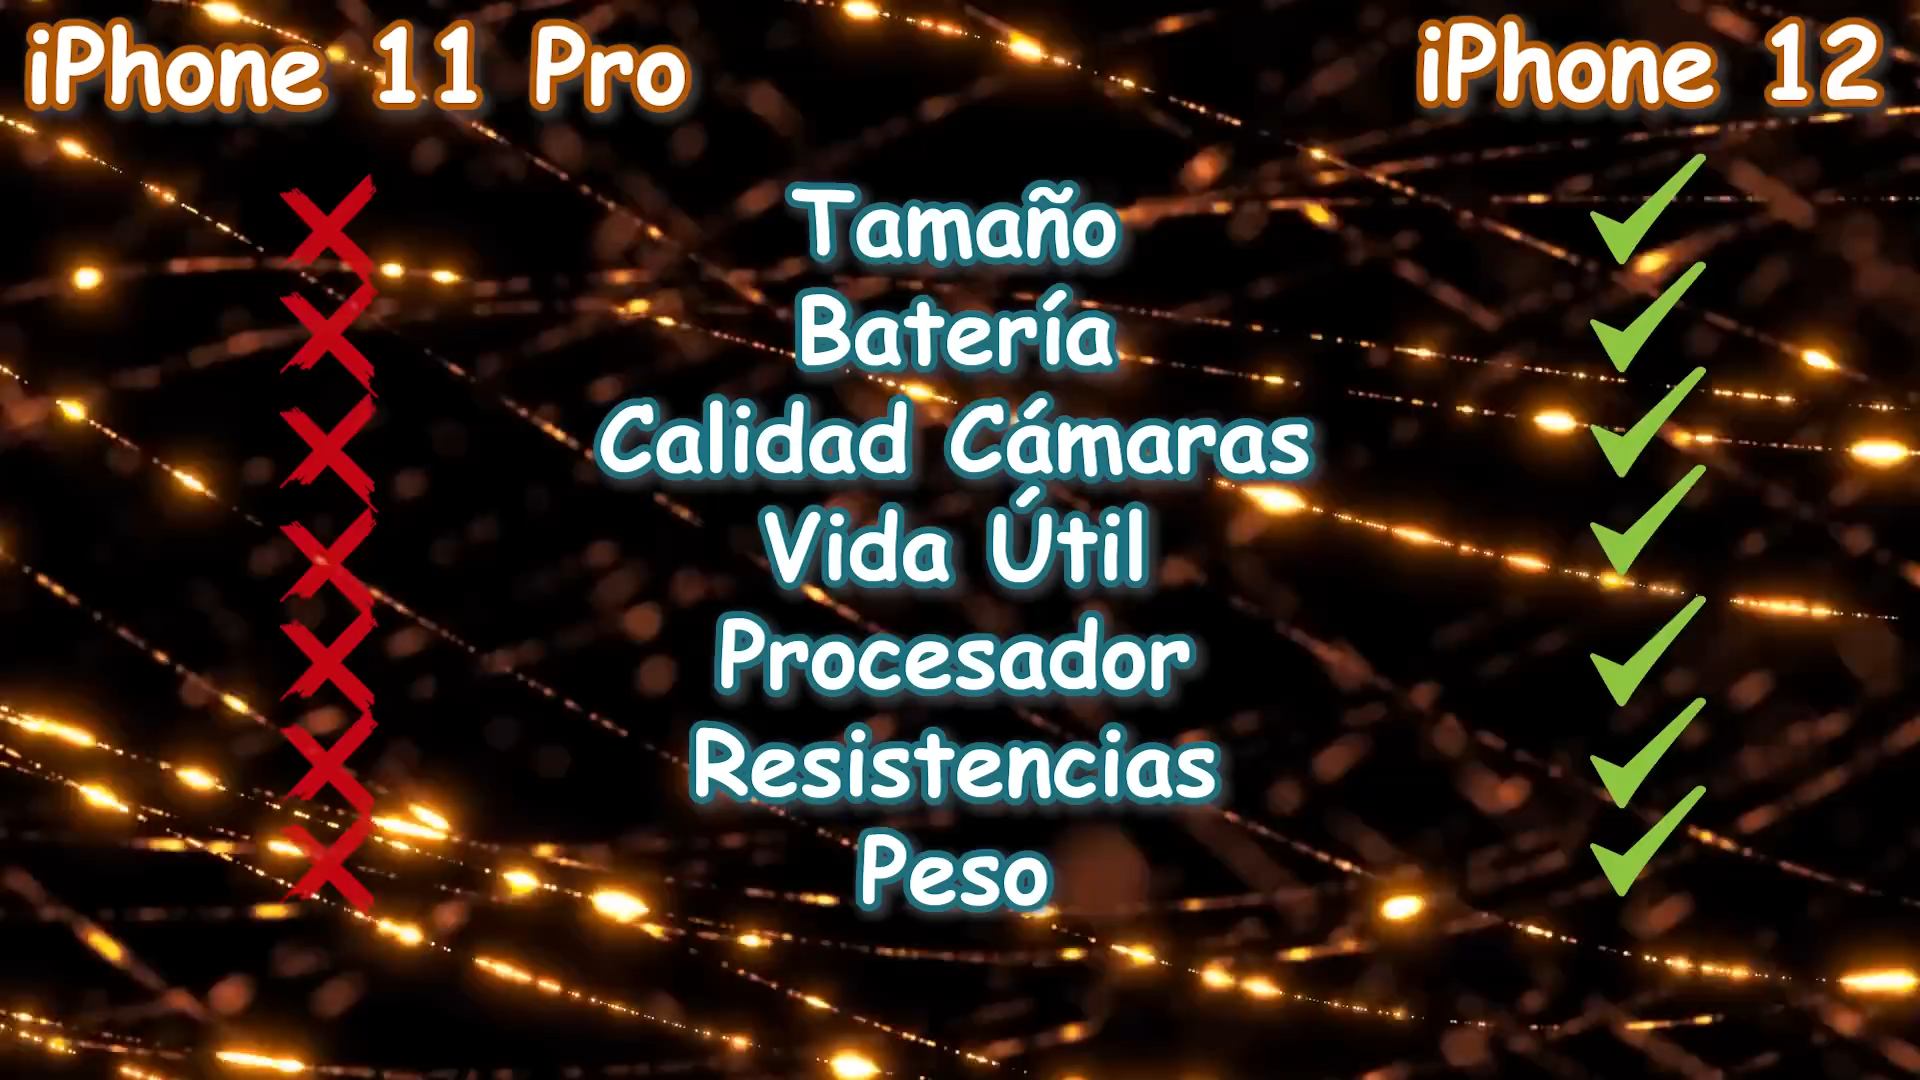 iPhone 11 Pro
iPhone 12
Tamaño
Batería
Calidad Cámaras
Vida Útil
Procesador
Resistencias
Peso